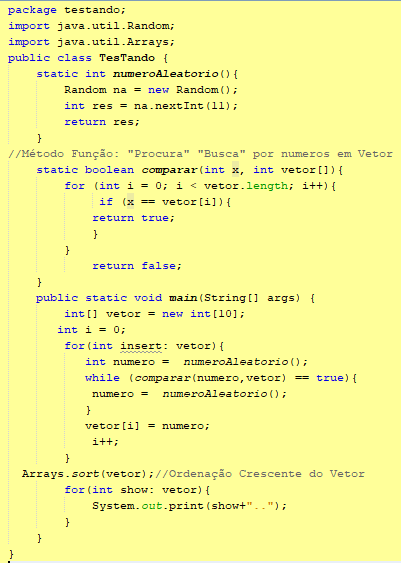 package testando;
import java.util.Random;
import java.util.Arrays;
public class TesTando {
static int numeroAleatorio(){
Random na = new Random();
int res = na.nextInt(11);
return res;
}
//Método Função: "Procura" "Busca" por numeros em Vetor
static boolean comparar(int x, int vetor[]){
for (int i = 0; i < vetor.length; i++){
if (x == vetor[i]){
return true;
}
}
return false;
}
public static void main(String[] args) {
int[] vetor = new int[10];
int i = 0;
for(int insert: vetor){
int numero =  numeroAleatorio();
while (comparar(numero,vetor) == true){
numero =  numeroAleatorio();
}
vetor[i] = numero;
i++;
}
Arrays.sort(vetor);//Ordenação Crescente do Vetor
for(int show: vetor){
System.out.print(show+"..");
}
}
}